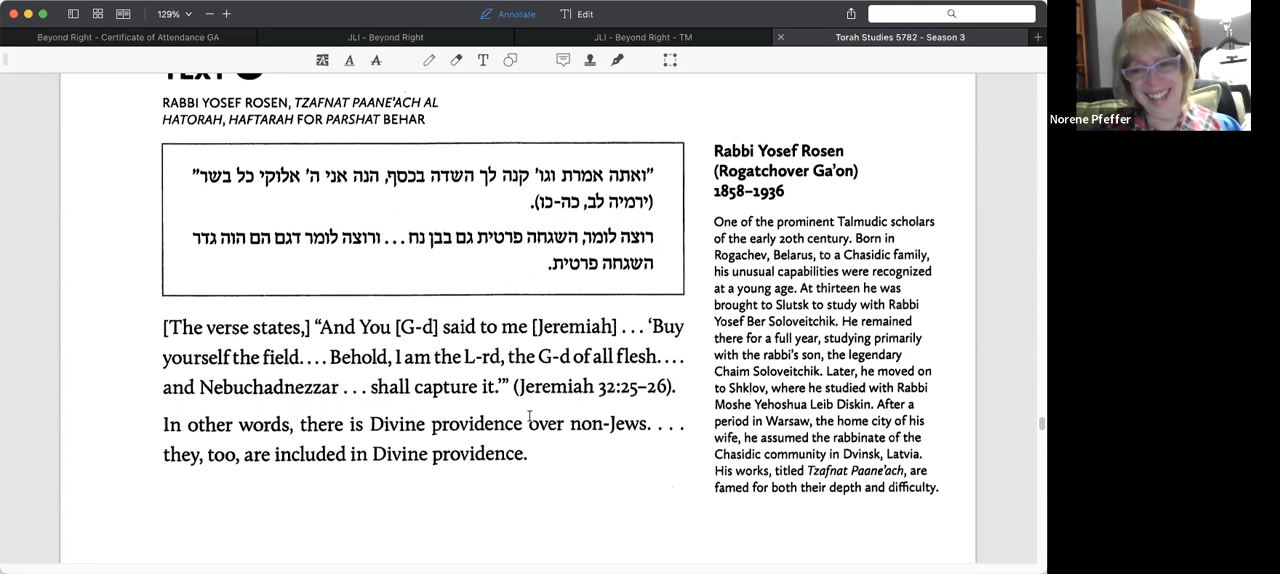 129%
Annotate
Edit
Beyond Right - Certificate of Attendance GA
JLI - Beyond Right
JLI - Beyond Right - TM
Torah Studies 5782 - Season 3
Norene Pfeffer
TEXT
RABBI YOSEF ROSEN, TZAFNAT PAANE'ACH AL
HATORAH, HAFTARAH FOR PARSHAT BEHAR
"ואתה אמרת וגו' קנה לך השדה בכסף, הנה אני ה' אלוקי כל בשר"
(ירמיה לב, כה-כו).
רוצה לומר, השגחה פרטית גם בבן נח... ורוצה לומר דגם הם הוה גדר
השגחה פרטית.
[The verse states,] “And You [G-d] said to me [Jeremiah] . . . ‘Buy
yourself the field. . . . Behold, I am the L-rd, the G-d of all flesh. . . .
and Nebuchadnezzar . . . shall capture it.’” (Jeremiah 32:25–26).
In other words, there is Divine providence over non-Jews. . . .
they, too, are included in Divine providence.
Rabbi Yosef Rosen
(Rogatchover Ga'on)
1858–1936
One of the prominent Talmudic scholars
of the early 20th century. Born in
Rogachev, Belarus, to a Chasidic family,
his unusual capabilities were recognized
at a young age. At thirteen he was
brought to Slutsk to study with Rabbi
Yosef Ber Soloveitchik. He remained
there for a full year, studying primarily
with the rabbi's son, the legendary
Chaim Soloveitchik. Later, he moved on
to Shklov, where he studied with Rabbi
Moshe Yehoshua Leib Diskin. After a
period in Warsaw, the home city of his
wife, he assumed the rabbinate of the
Chasidic community in Dvinsk, Latvia.
His works, titled Tzafnat Paane'ach, are
famed for both their depth and difficulty.